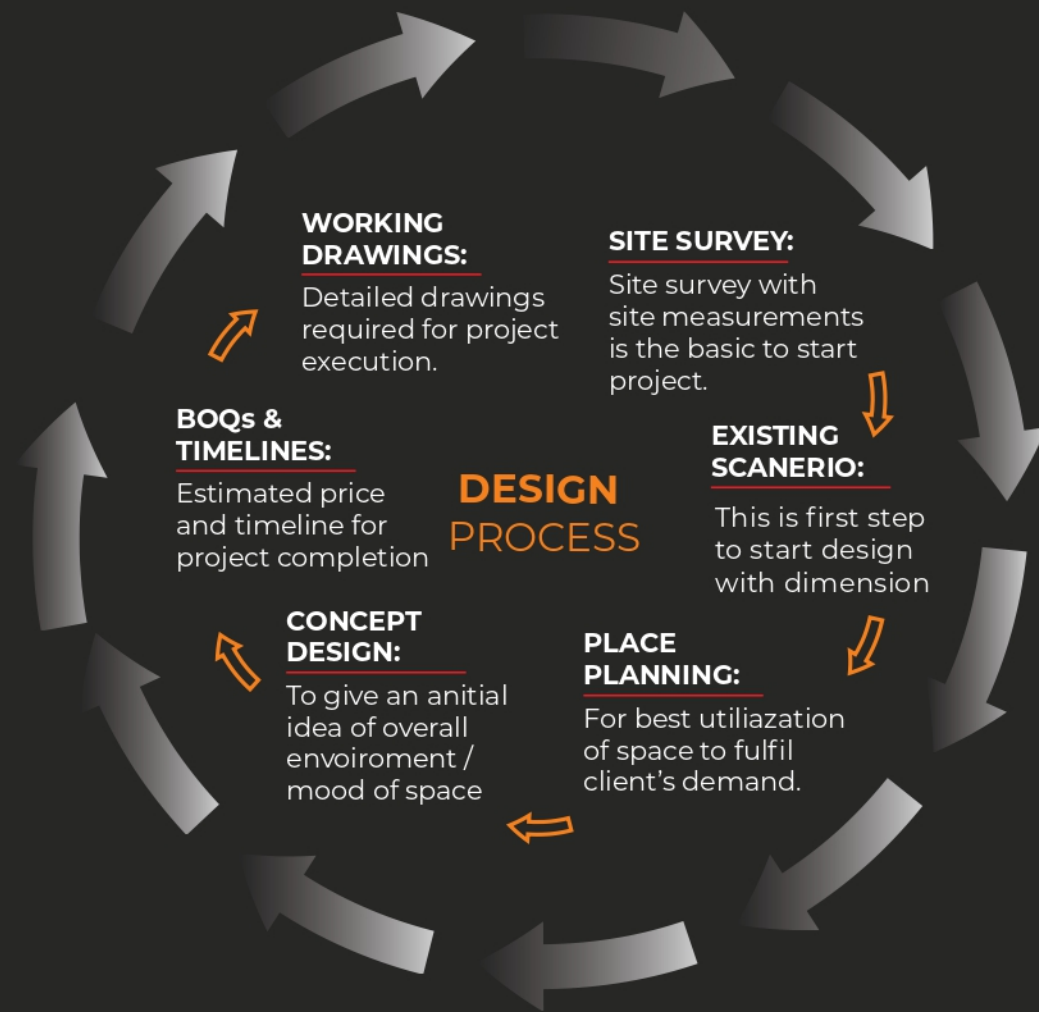 WORKING
DRAWINGS:
Detailed drawings
required for project
execution.
SITE SURVEY:
Site survey with
site measurements
is the basic to start
project.
EXISTING
SCANERIO:
This is first step
to start design
with dimension
PLACE
PLANNING:
For best utiliazation
of space to fulfil
client's demand.
CONCEPT
DESIGN:
To give an anitial
idea of overall
envoiroment /
mood of space
BOQs &
TIMELINES:
Estimated price
and timeline for
project completion
DESIGN
PROCESS